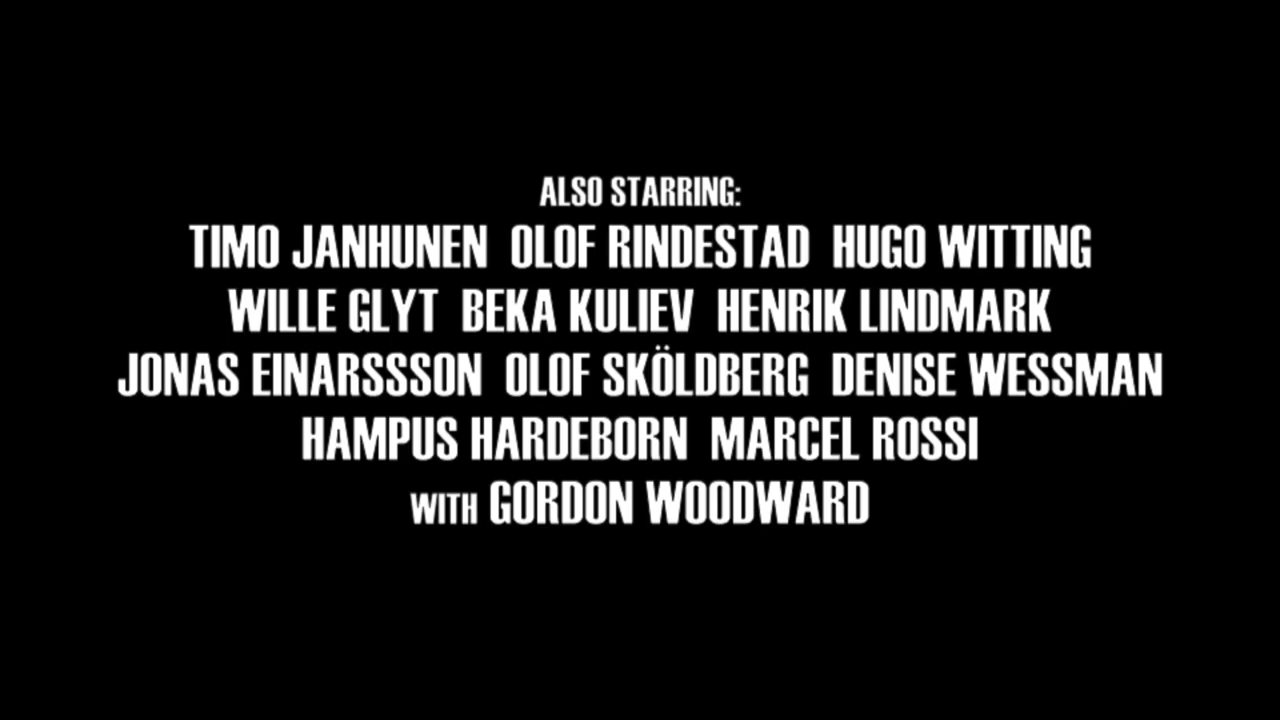 ALSO STARRING:
TIMO JANHUNEN OLOF RINDESTAD HUGO WITTING
WILLE GLYT BEKA KULIEV HENRIK LINDMARK
JONAS EINARSSSON OLOF SKÖLDBERG DENISE WESSMAN
HAMPUS HARDEBORN MARCEL ROSSI
WITH GORDON WOODWARD